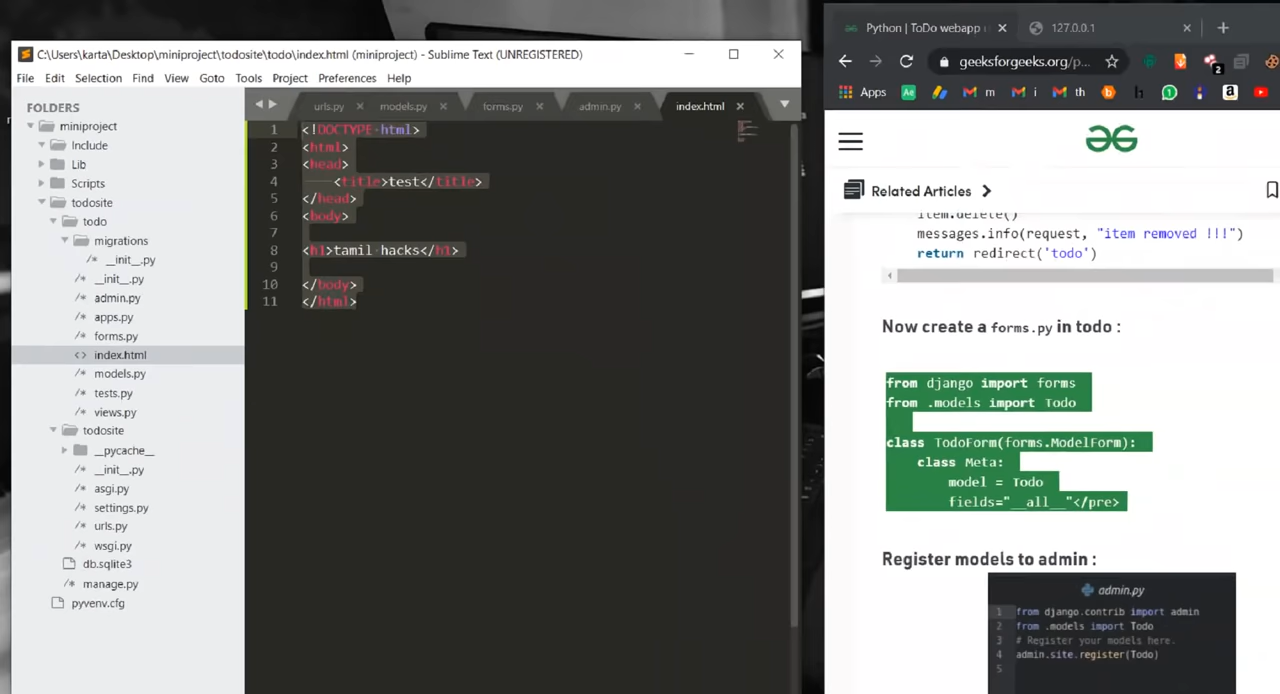 C:\Users\karta\Desktop\miniproject\todosite\todo\index.html (miniproject) - Sublime Text (UNREGISTERED)
File Edit Selection Find View Goto Tools Project Preferences Help
FOLDERS
miniproject
Include
Lib
Scripts
todosite
todo
migrations
/* __init__.py
/* __init__.py
/* admin.py
/* apps.py
/* forms.py
<> index.html
/* models.py
/* tests.py
/* views.py
todosite
__pycache__
/* __init__.py
/* asgi.py
/* settings.py
/* urls.py
/* wsgi.py
db.sqlite3
/* manage.py
pyvenv.cfg
urls.py models.py forms.py admin.py index.html
1 <!DOCTYPE html>
2 <html>
3 <head>
4 <title>test</title>
5 </head>
6 <body>
7
8 <h1>tamil hacks</h1>
9
10 </body>
11 </html>
Python | ToDo webapp 127.0.0.1
geeksforgeeks.org/p...
2
Apps Ae m i th b 1 h a
Related Articles
item.delete()
messages.info(request, "item removed !!!")
return redirect('todo')
Now create a forms.py in todo :
from django import forms
from .models import Todo
class TodoForm(forms.ModelForm):
class Meta:
model = Todo
fields="__all__"</pre>
Register models to admin :
admin.py
1 from django.contrib import admin
2 from .models import Todo
3 # Register your models here.
4 admin.site.register(Todo)
5